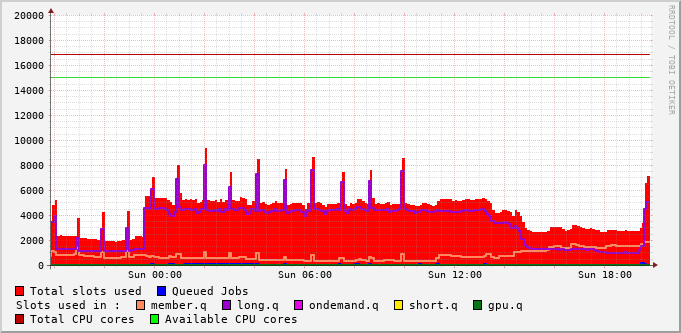 20000
18000
16000
14000
12000
10000
8000
6000
4000
2000
0
Sun 00:00 Sun 06:00 Sun 12:00 Sun 18:00
Total slots used Queued Jobs
Slots used in : member.q long.q ondemand.q short.q gpu.q
Total CPU cores Available CPU cores
RRDTOOL / TOBI OETIKER